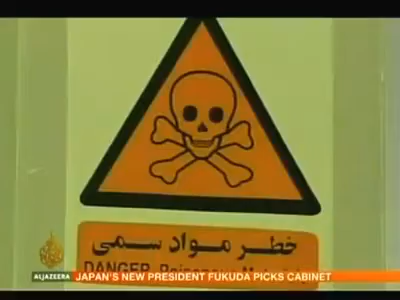 خطر مواد سمی
DANGER
ALJAZEERA
JAPAN'S NEW PRESIDENT FUKUDA PICKS CABINET